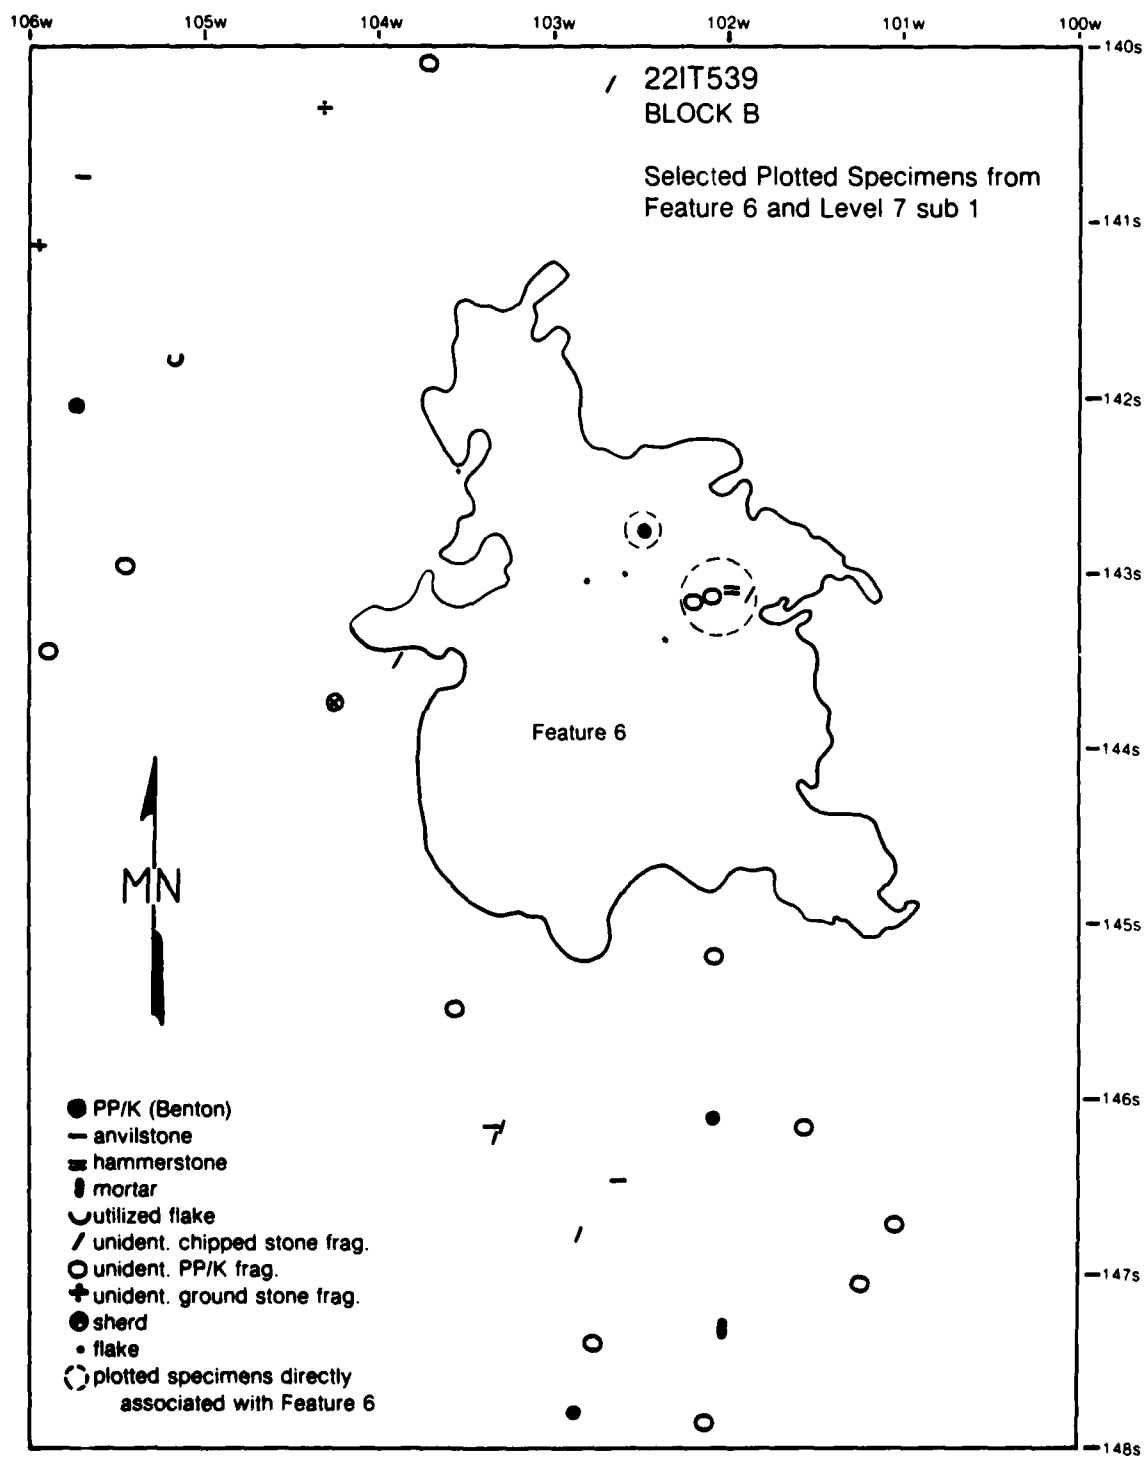 106w 105w 104w 103w 102w 101w 100w
140s
22IT539
BLOCK B
Selected Plotted Specimens from
Feature 6 and Level 7 sub 1
141s
142s
143s
Feature 6
144s
MN
145s
146s
PP/K (Benton)
anvilstone
hammerstone
mortar
utilized flake
unident. chipped stone frag.
unident. PP/K frag.
unident. ground stone frag.
sherd
flake
plotted specimens directly
associated with Feature 6
147s
148s